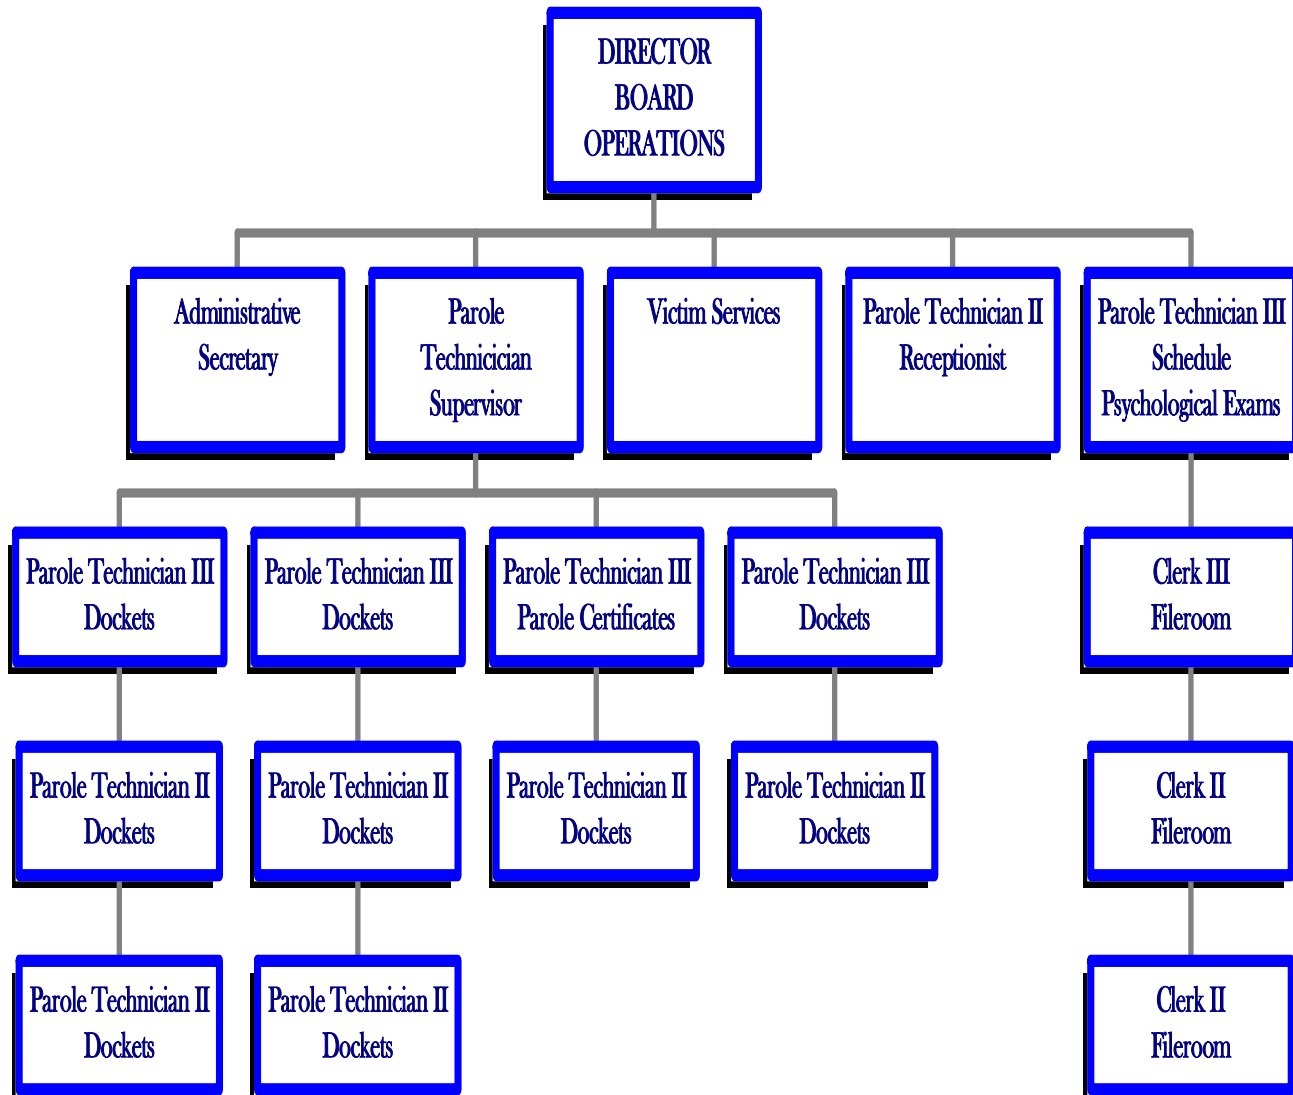 DIRECTOR
BOARD
OPERATIONS
Administrative
Secretary
Parole
Technicician
Supervisor
Victim Services
Parole Technician II
Receptionist
Parole Technician III
Schedule
Psychological Exams
Parole Technician III
Dockets
Parole Technician III
Dockets
Parole Technician III
Parole Certificates
Parole Technician III
Dockets
Clerk III
Fileroom
Parole Technician II
Dockets
Parole Technician II
Dockets
Parole Technician II
Dockets
Parole Technician II
Dockets
Clerk II
Fileroom
Parole Technician II
Dockets
Parole Technician II
Dockets
Clerk II
Fileroom